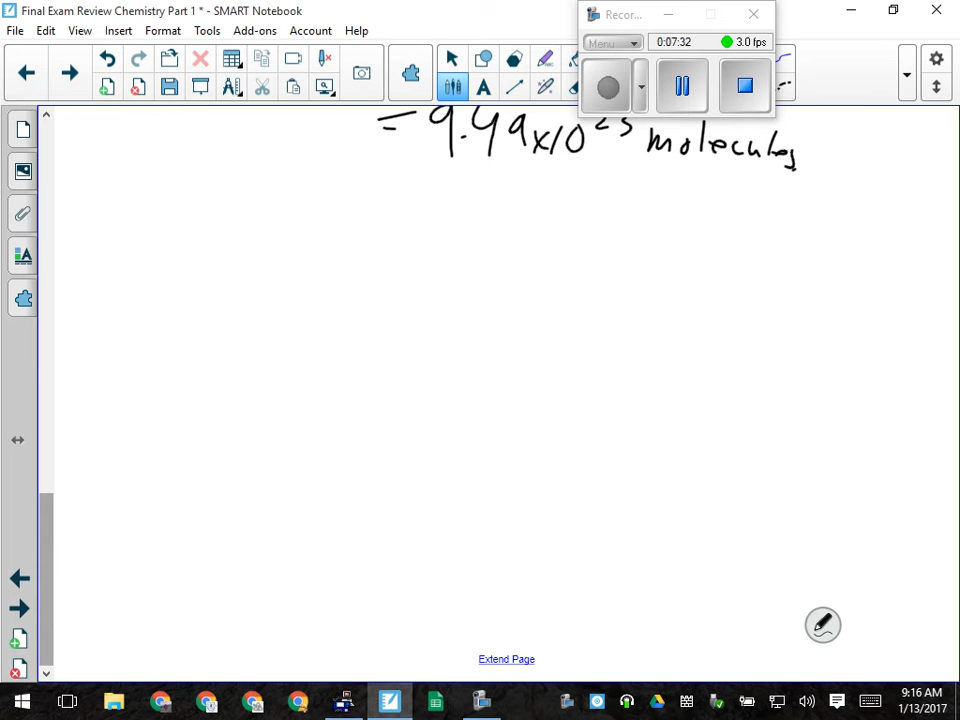 Final Exam Review Chemistry Part 1 * - SMART Notebook
Recor...
File Edit View Insert Format Tools Add-ons Account Help
Menu 0:07:32 3.0 fps
= 9.49x10²³ molecules
Extend Page
9:16 AM
1/13/2017